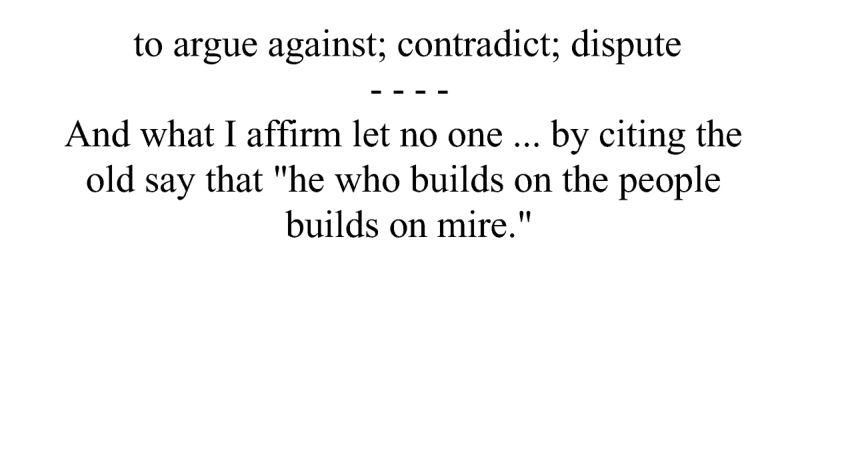 to argue against; contradict; dispute
- - - -
And what I affirm let no one ... by citing the
old say that "he who builds on the people
builds on mire."